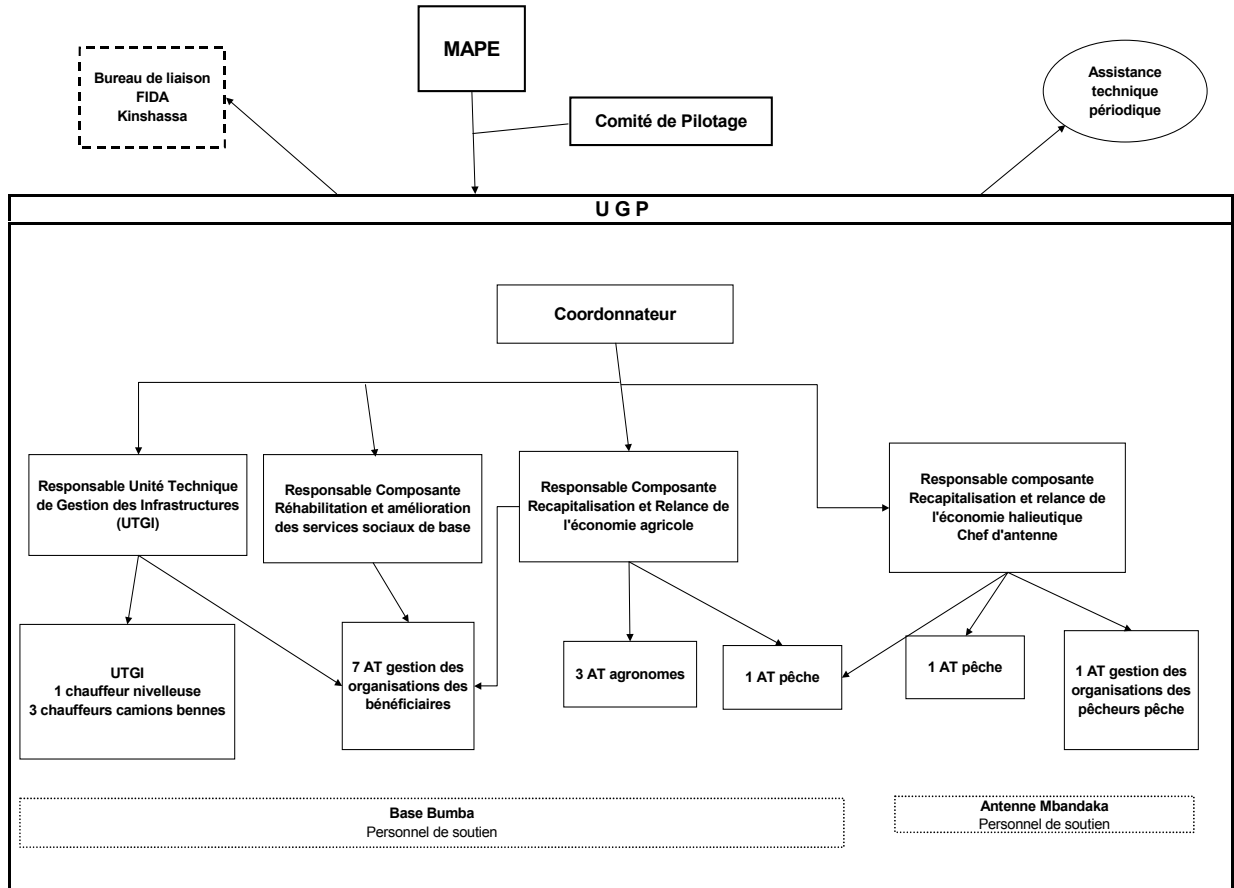 MAPE
Bureau de liaison
FIDA
Kinshassa
Assistance
technique
périodique
Comité de Pilotage
U G P
Coordonnateur
Responsable Unité Technique
de Gestion des Infrastructures
(UTGI)
Responsable Composante
Réhabilitation et amélioration
des services sociaux de base
Responsable Composante
Recapitalisation et Relance de
l'économie agricole
Responsable composante
Recapitalisation et relance de
l'économie halieutique
Chef d'antenne
UTGI
1 chauffeur nivelleuse
3 chauffeurs camions bennes
7 AT gestion des
organisations des
bénéficiaires
3 AT agronomes
1 AT pêche
1 AT pêche
1 AT gestion des
organisations des
pêcheurs pêche
Base Bumba
Personnel de soutien
Antenne Mbandaka
Personnel de soutien